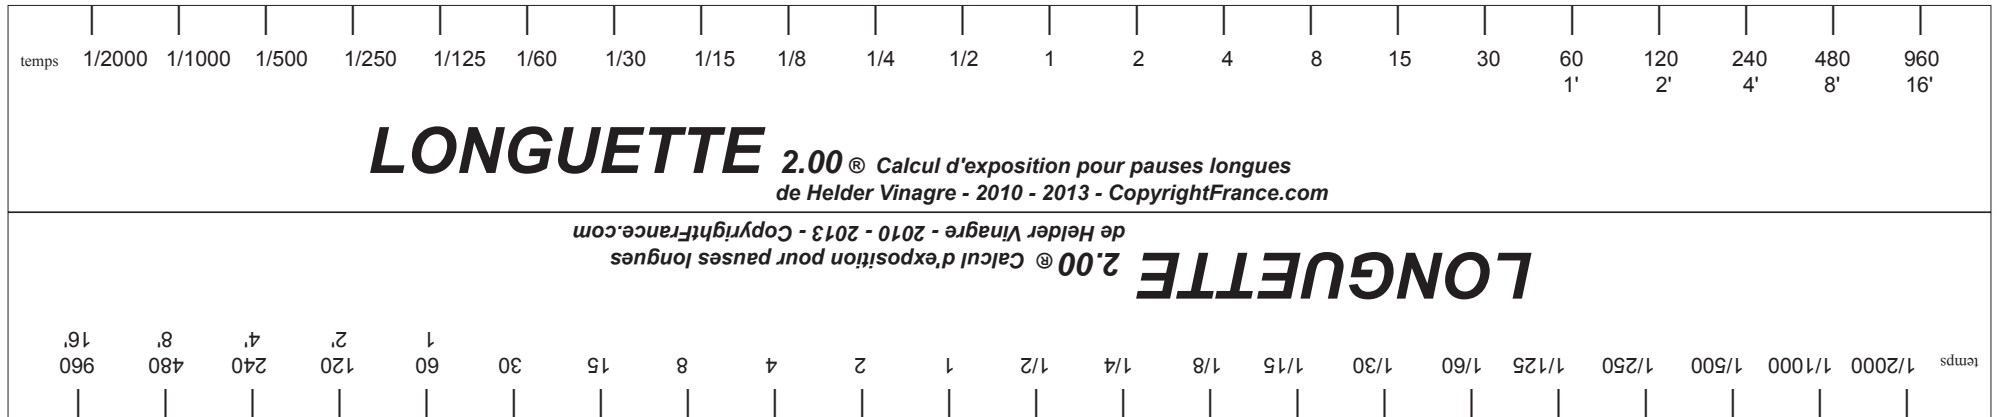 temps 1/2000 1/1000 1/500 1/250 1/125 1/60 1/30 1/15 1/8 1/4 1/2 1 2 4 8 15 30 60 120 240 480 960
1' 2' 4' 8' 16'
LONGUETTE 2.00 ® Calcul d'exposition pour pauses longues
de Helder Vinagre - 2010 - 2013 - CopyrightFrance.com
LONGUETTE 2.00 ® Calcul d'exposition pour pauses longues
de Helder Vinagre - 2010 - 2013 - CopyrightFrance.com
temps 1/2000 1/1000 1/500 1/250 1/125 1/60 1/30 1/15 1/8 1/4 1/2 1 2 4 8 15 30 60 120 240 480 960
1 2' 4' 8' 16'